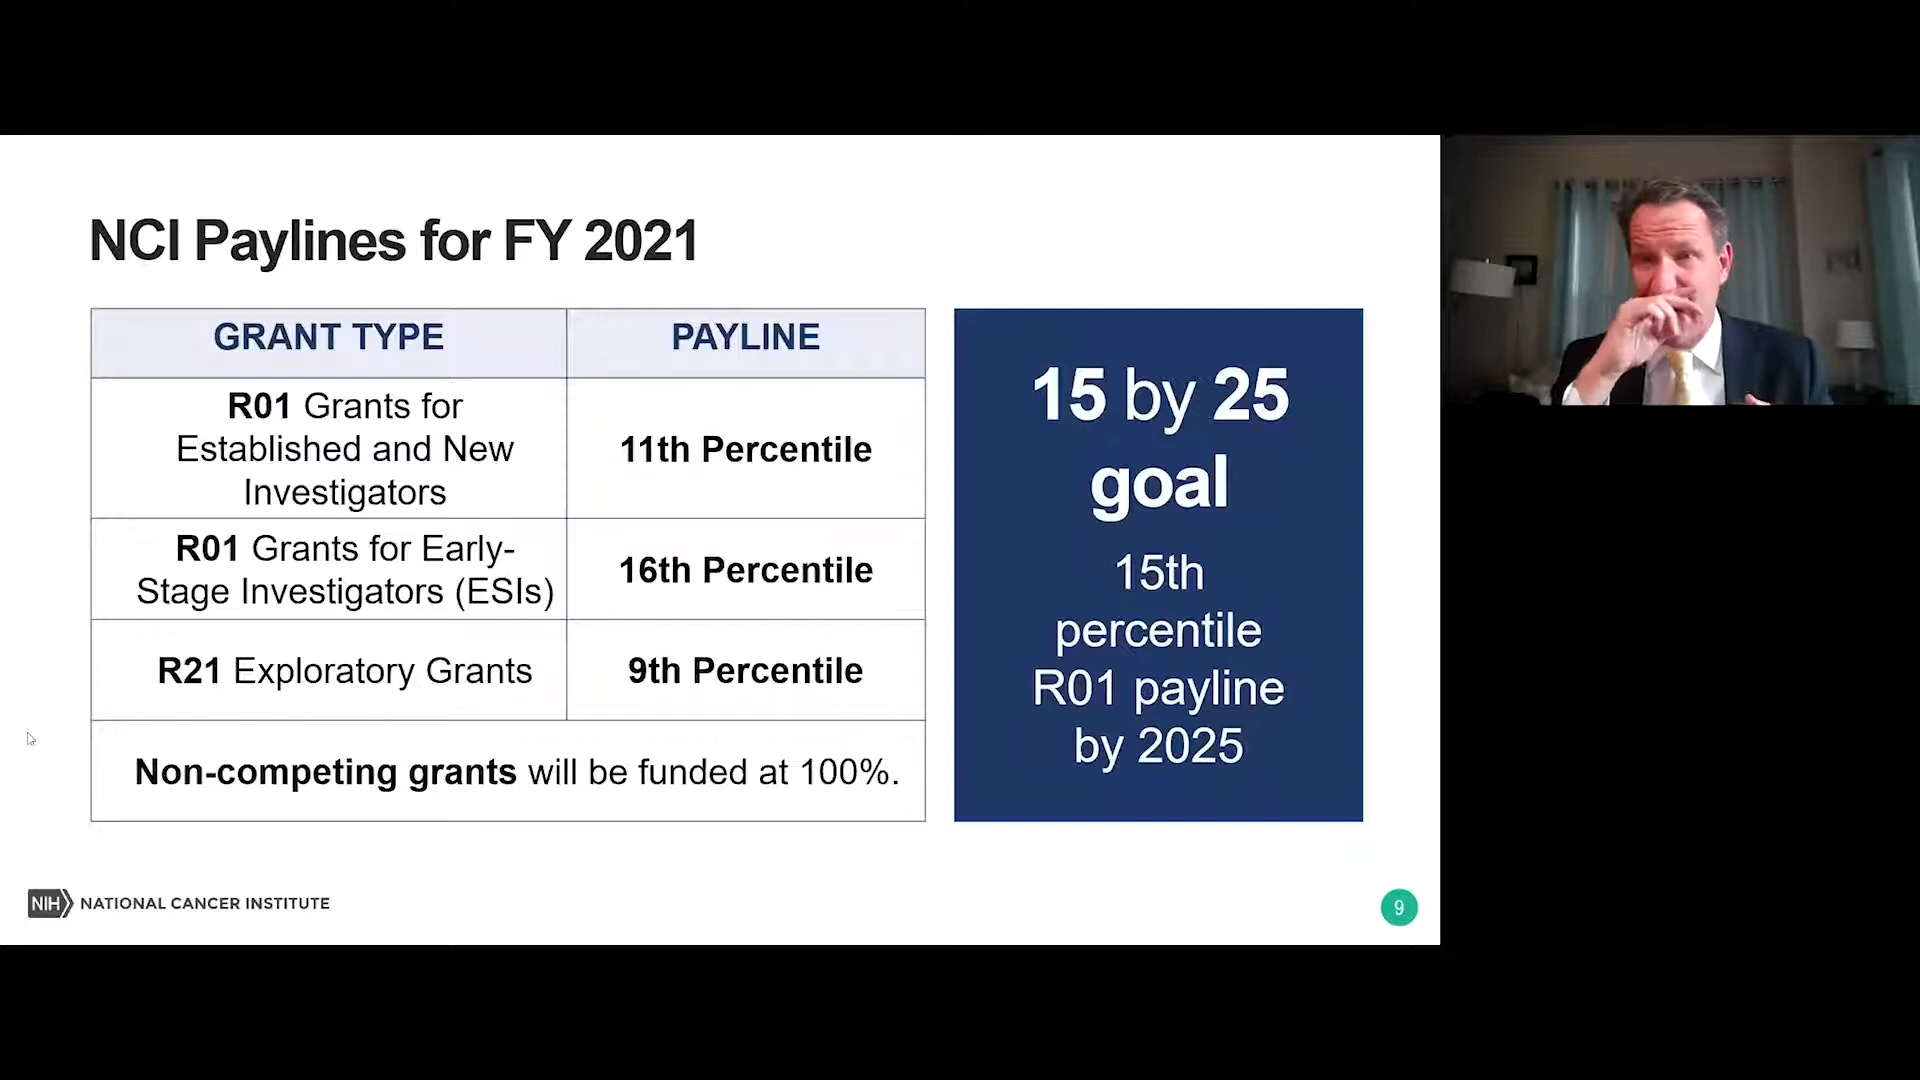 NCI Paylines for FY 2021
GRANT TYPE
PAYLINE
R01 Grants for
Established and New
Investigators
11th Percentile
R01 Grants for Early-
Stage Investigators (ESIs)
16th Percentile
R21 Exploratory Grants
9th Percentile
Non-competing grants will be funded at 100%.
15 by 25
goal
15th
percentile
R01 payline
by 2025
NIH NATIONAL CANCER INSTITUTE
9